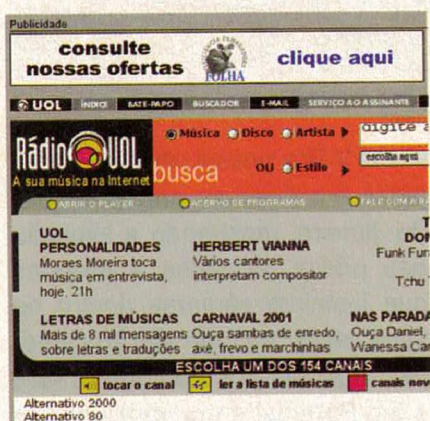 Publicidade
consulte
nossas ofertas
FOLHA
clique aqui
UOL ÍNDICE BATE-PAPO BUSCADOR E-MAIL SERVIÇO AO ASSINANTE
Música Disco Artista
digite a
Rádio UOL
A sua música na Internet
busca
OU Estilo
escolha aqui
ABRIR O PLAYER ACERVO DE PROGRAMAS FALE COM A RÁ
UOL
PERSONALIDADES
Moraes Moreira toca
música em entrevista,
hoje, 21h
HERBERT VIANNA
Vários cantores
interpretam compositor
T
DOM
Funk Fura
Tchu T
LETRAS DE MÚSICAS
Mais de 8 mil mensagens
sobre letras e traduções
CARNAVAL 2001
Ouça sambas de enredo,
axé, frevo e marchinhas
NAS PARADA
Ouça Daniel,
Wanessa Ca
ESCOLHA UM DOS 154 CANAIS
tocar o canal ler a lista de músicas canais nov
Alternativo 2000
Alternativo 80